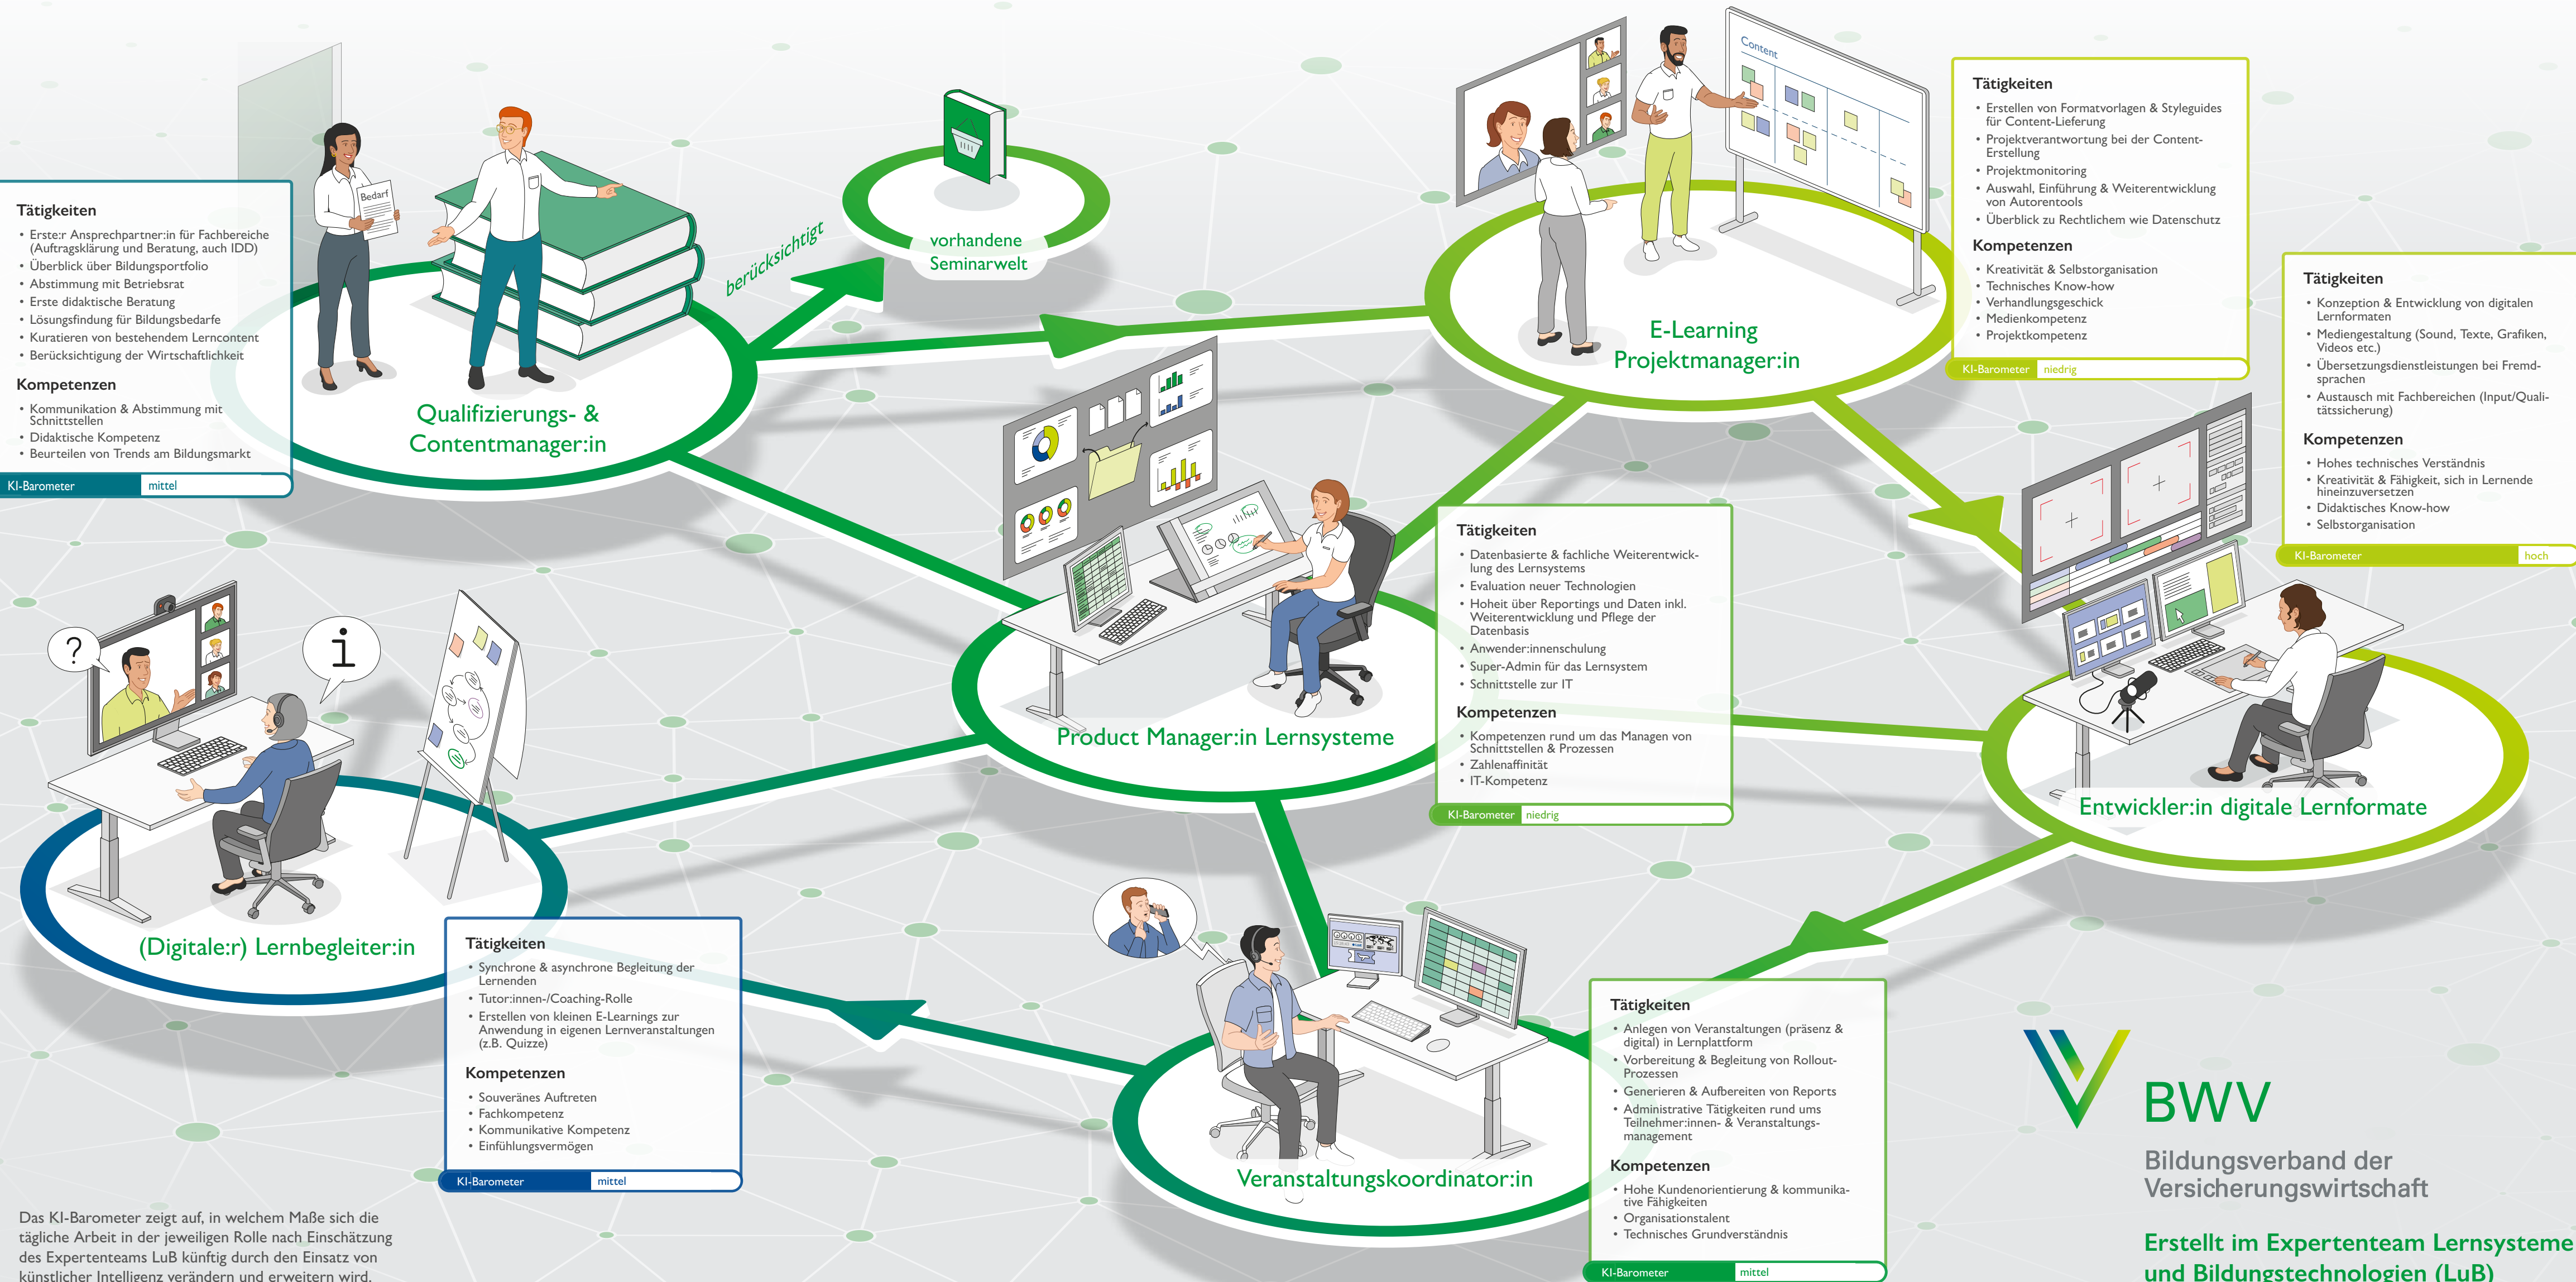 Tätigkeiten
• Erste:r Ansprechpartner:in für Fachbereiche
(Auftragsklärung und Beratung, auch IDD)
• Überblick über Bildungsportfolio
• Abstimmung mit Betriebsrat
• Erste didaktische Beratung
• Lösungsfindung für Bildungsbedarfe
• Kuratieren von bestehendem Lerncontent
• Berücksichtigung der Wirtschaftlichkeit
Kompetenzen
• Kommunikation & Abstimmung mit
Schnittstellen
• Didaktische Kompetenz
• Beurteilen von Trends am Bildungsmarkt
KI-Barometer mittel
Bedarf
Qualifizierungs- &
Contentmanager:in
berücksichtigt
vorhandene
Seminarwelt
Content
E-Learning
Projektmanager:in
Tätigkeiten
• Erstellen von Formatvorlagen & Styleguides
für Content-Lieferung
• Projektverantwortung bei der Content-
Erstellung
• Projektmonitoring
• Auswahl, Einführung & Weiterentwicklung
von Autorentools
• Überblick zu Rechtlichem wie Datenschutz
Kompetenzen
• Kreativität & Selbstorganisation
• Technisches Know-how
• Verhandlungsgeschick
• Medienkompetenz
• Projektkompetenz
KI-Barometer niedrig
Tätigkeiten
• Konzeption & Entwicklung von digitalen
Lernformaten
• Mediengestaltung (Sound, Texte, Grafiken,
Videos etc.)
• Übersetzungsdienstleistungen bei Fremd-
sprachen
• Austausch mit Fachbereichen (Input/Quali-
tätssicherung)
Kompetenzen
• Hohes technisches Verständnis
• Kreativität & Fähigkeit, sich in Lernende
hineinzuversetzen
• Didaktisches Know-how
• Selbstorganisation
KI-Barometer hoch
Entwickler:in digitale Lernformate
Product Manager:in Lernsysteme
Tätigkeiten
• Datenbasierte & fachliche Weiterentwick-
lung des Lernsystems
• Evaluation neuer Technologien
• Hoheit über Reportings und Daten inkl.
Weiterentwicklung und Pflege der
Datenbasis
• Anwender:innenschulung
• Super-Admin für das Lernsystem
• Schnittstelle zur IT
Kompetenzen
• Kompetenzen rund um das Managen von
Schnittstellen & Prozessen
• Zahlenaffinität
• IT-Kompetenz
KI-Barometer niedrig
?
i
(Digitale:r) Lernbegleiter:in
Tätigkeiten
• Synchrone & asynchrone Begleitung der
Lernenden
• Tutor:innen-/Coaching-Rolle
• Erstellen von kleinen E-Learnings zur
Anwendung in eigenen Lernveranstaltungen
(z.B. Quizze)
Kompetenzen
• Souveränes Auftreten
• Fachkompetenz
• Kommunikative Kompetenz
• Einfühlungsvermögen
KI-Barometer mittel
Veranstaltungskoordinator:in
Tätigkeiten
• Anlegen von Veranstaltungen (präsenz &
digital) in Lernplattform
• Vorbereitung & Begleitung von Rollout-
Prozessen
• Generieren & Aufbereiten von Reports
• Administrative Tätigkeiten rund ums
Teilnehmer:innen- & Veranstaltungs-
management
Kompetenzen
• Hohe Kundenorientierung & kommunika-
tive Fähigkeiten
• Organisationstalent
• Technisches Grundverständnis
KI-Barometer mittel
Das KI-Barometer zeigt auf, in welchem Maße sich die
tägliche Arbeit in der jeweiligen Rolle nach Einschätzung
des Expertenteams LuB künftig durch den Einsatz von
künstlicher Intelligenz verändern und erweitern wird.
BWV
Bildungsverband der
Versicherungswirtschaft
Erstellt im Expertenteam Lernsysteme
und Bildungstechnologien (LuB)